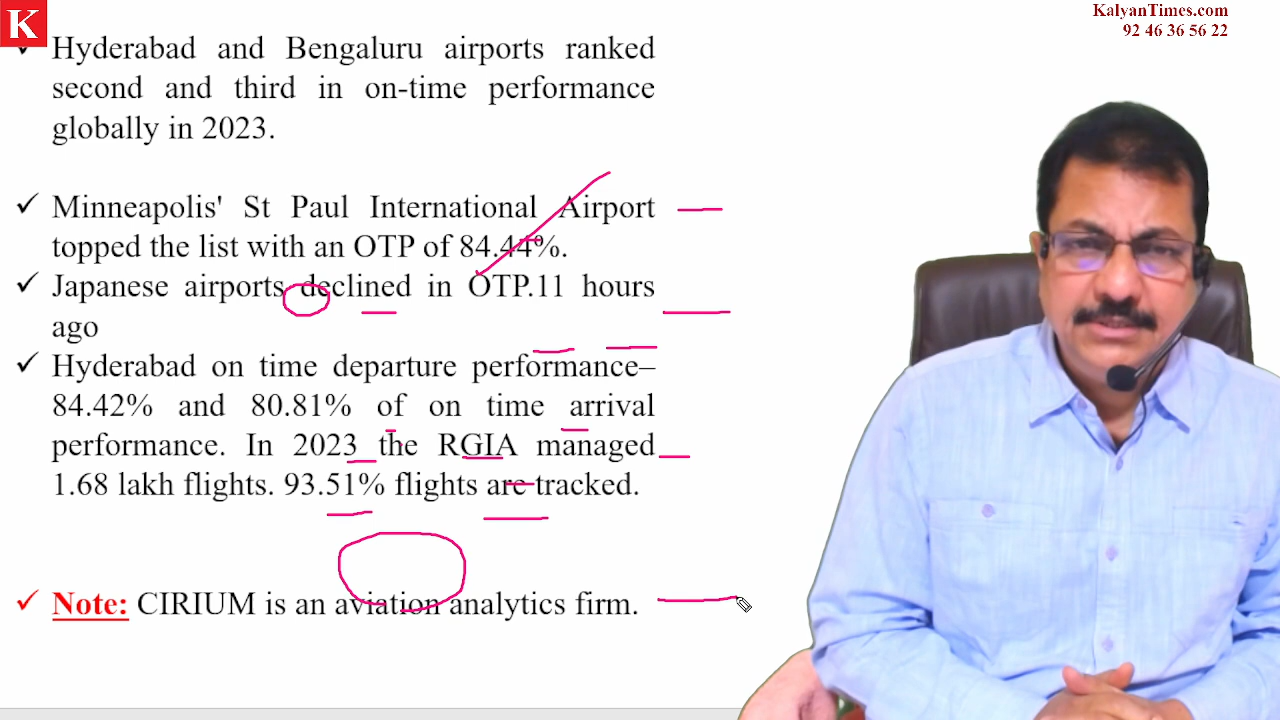 K
KalyanTimes.com
92 46 36 56 22
Hyderabad and Bengaluru airports ranked
second and third in on-time performance
globally in 2023.
✓ Minneapolis' St Paul International Airport
topped the list with an OTP of 84.44%.
✓ Japanese airports declined in OTP.11 hours
ago
✓ Hyderabad on time departure performance–
84.42% and 80.81% of on time arrival
performance. In 2023 the RGIA managed
1.68 lakh flights. 93.51% flights are tracked.
✓ Note: CIRIUM is an aviation analytics firm.